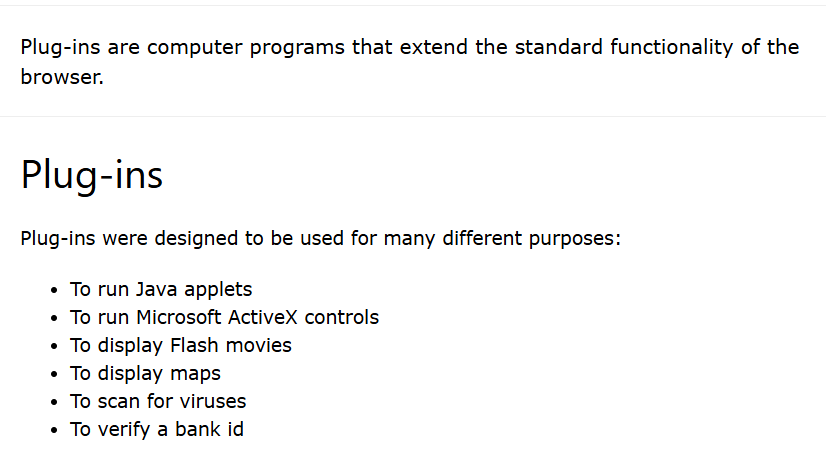 Plug-ins are computer programs that extend the standard functionality of the
browser.
Plug-ins
Plug-ins were designed to be used for many different purposes:
• To run Java applets
• To run Microsoft ActiveX controls
• To display Flash movies
• To display maps
• To scan for viruses
• To verify a bank id